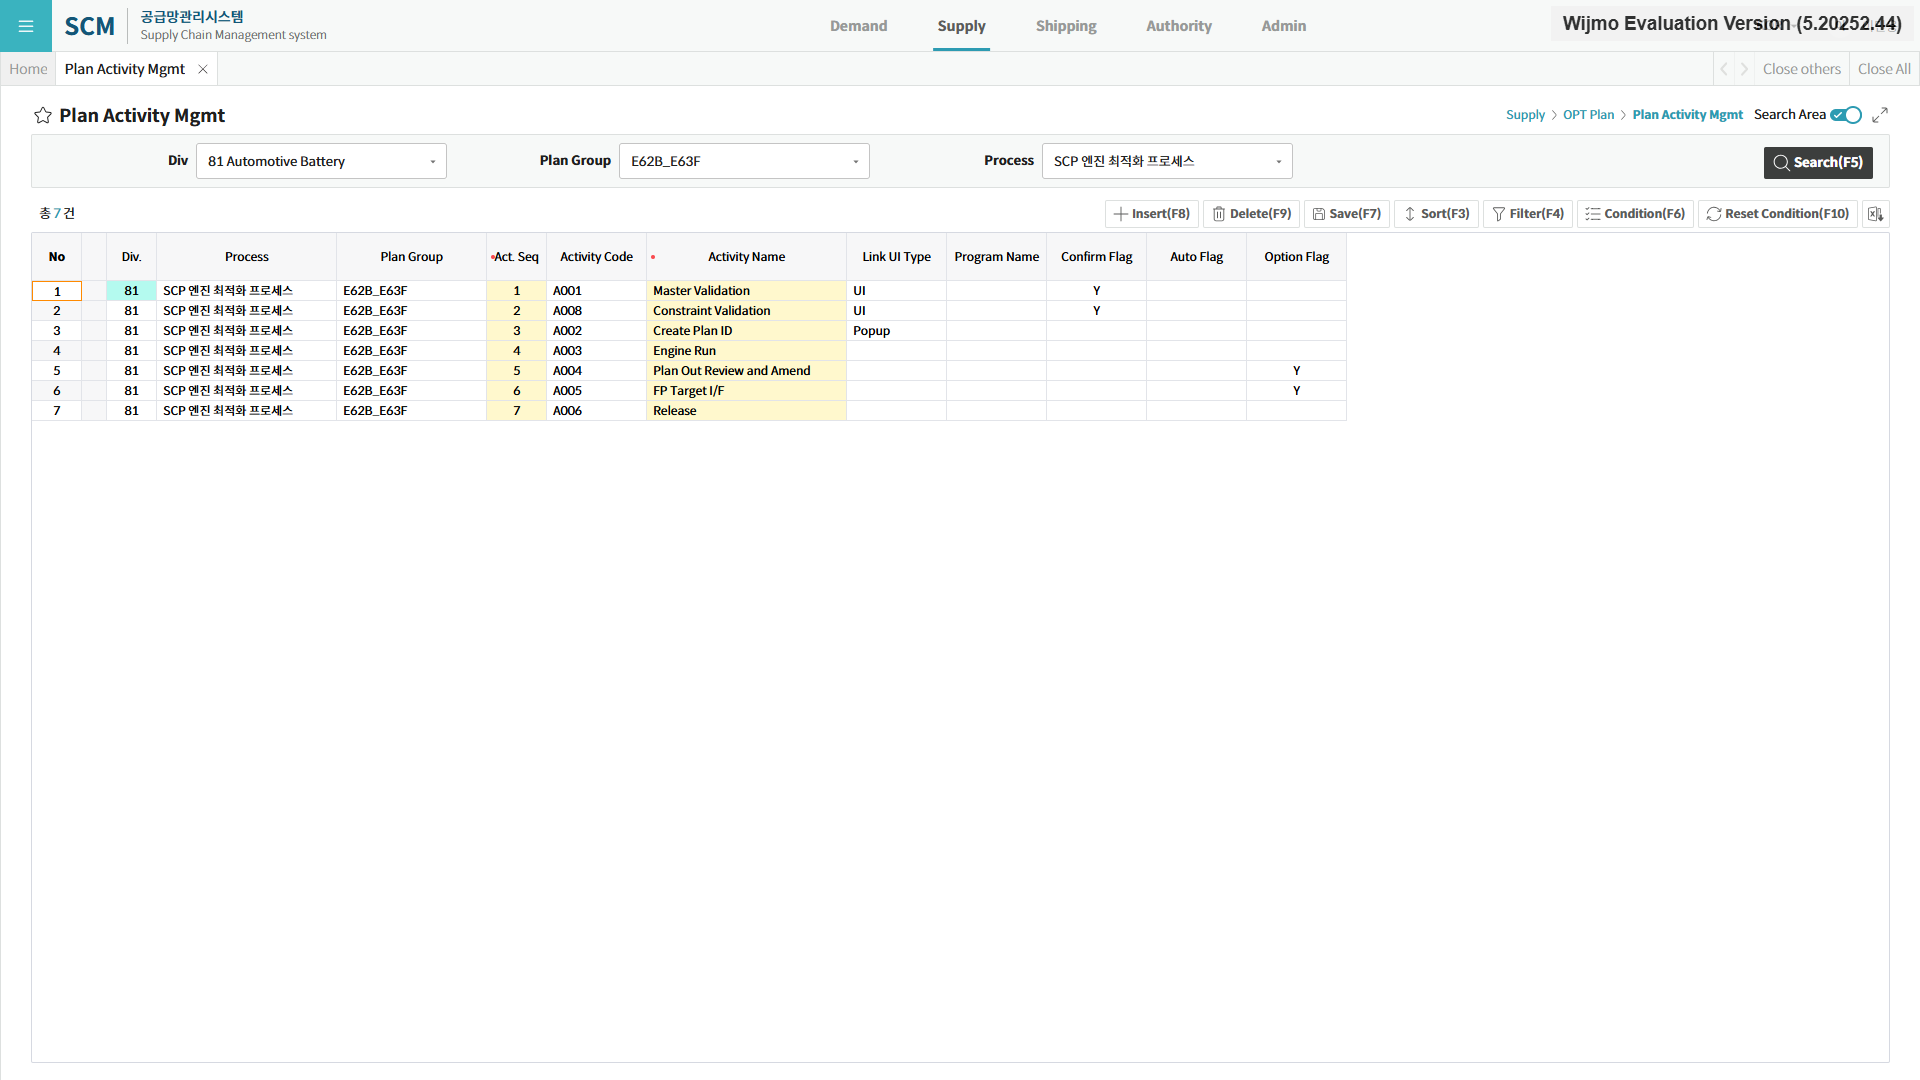 SCM 공급망관리시스템
Supply Chain Management system
Demand Supply Shipping Authority Admin
Wijmo Evaluation Version (5.20252.44)
Home Plan Activity Mgmt Close others Close All
Plan Activity Mgmt
Supply > OPT Plan > Plan Activity Mgmt Search Area
Div 81 Automotive Battery Plan Group E62B_E63F Process SCP 엔진 최적화 프로세스 Search(F5)
총 7 건
Insert(F8) Delete(F9) Save(F7) Sort(F3) Filter(F4) Condition(F6) Reset Condition(F10)
No Div. Process Plan Group Act. Seq Activity Code Activity Name Link UI Type Program Name Confirm Flag Auto Flag Option Flag
1 81 SCP 엔진 최적화 프로세스 E62B_E63F 1 A001 Master Validation UI Y
2 81 SCP 엔진 최적화 프로세스 E62B_E63F 2 A008 Constraint Validation UI Y
3 81 SCP 엔진 최적화 프로세스 E62B_E63F 3 A002 Create Plan ID Popup
4 81 SCP 엔진 최적화 프로세스 E62B_E63F 4 A003 Engine Run
5 81 SCP 엔진 최적화 프로세스 E62B_E63F 5 A004 Plan Out Review and Amend Y
6 81 SCP 엔진 최적화 프로세스 E62B_E63F 6 A005 FP Target I/F Y
7 81 SCP 엔진 최적화 프로세스 E62B_E63F 7 A006 Release